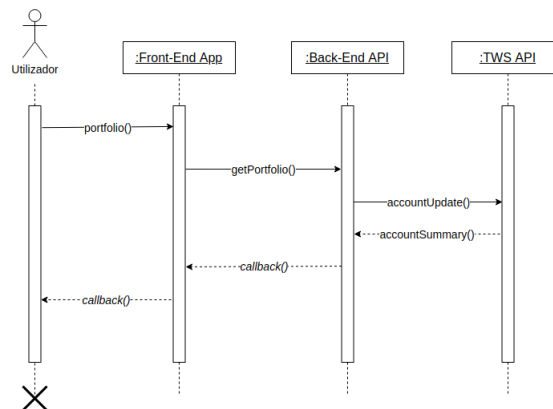 :Front-End App
:Back-End API
:TWS API
Utilizador
portfolio()
getPortfolio()
accountUpdate()
accountSummary()
callback()
callback()